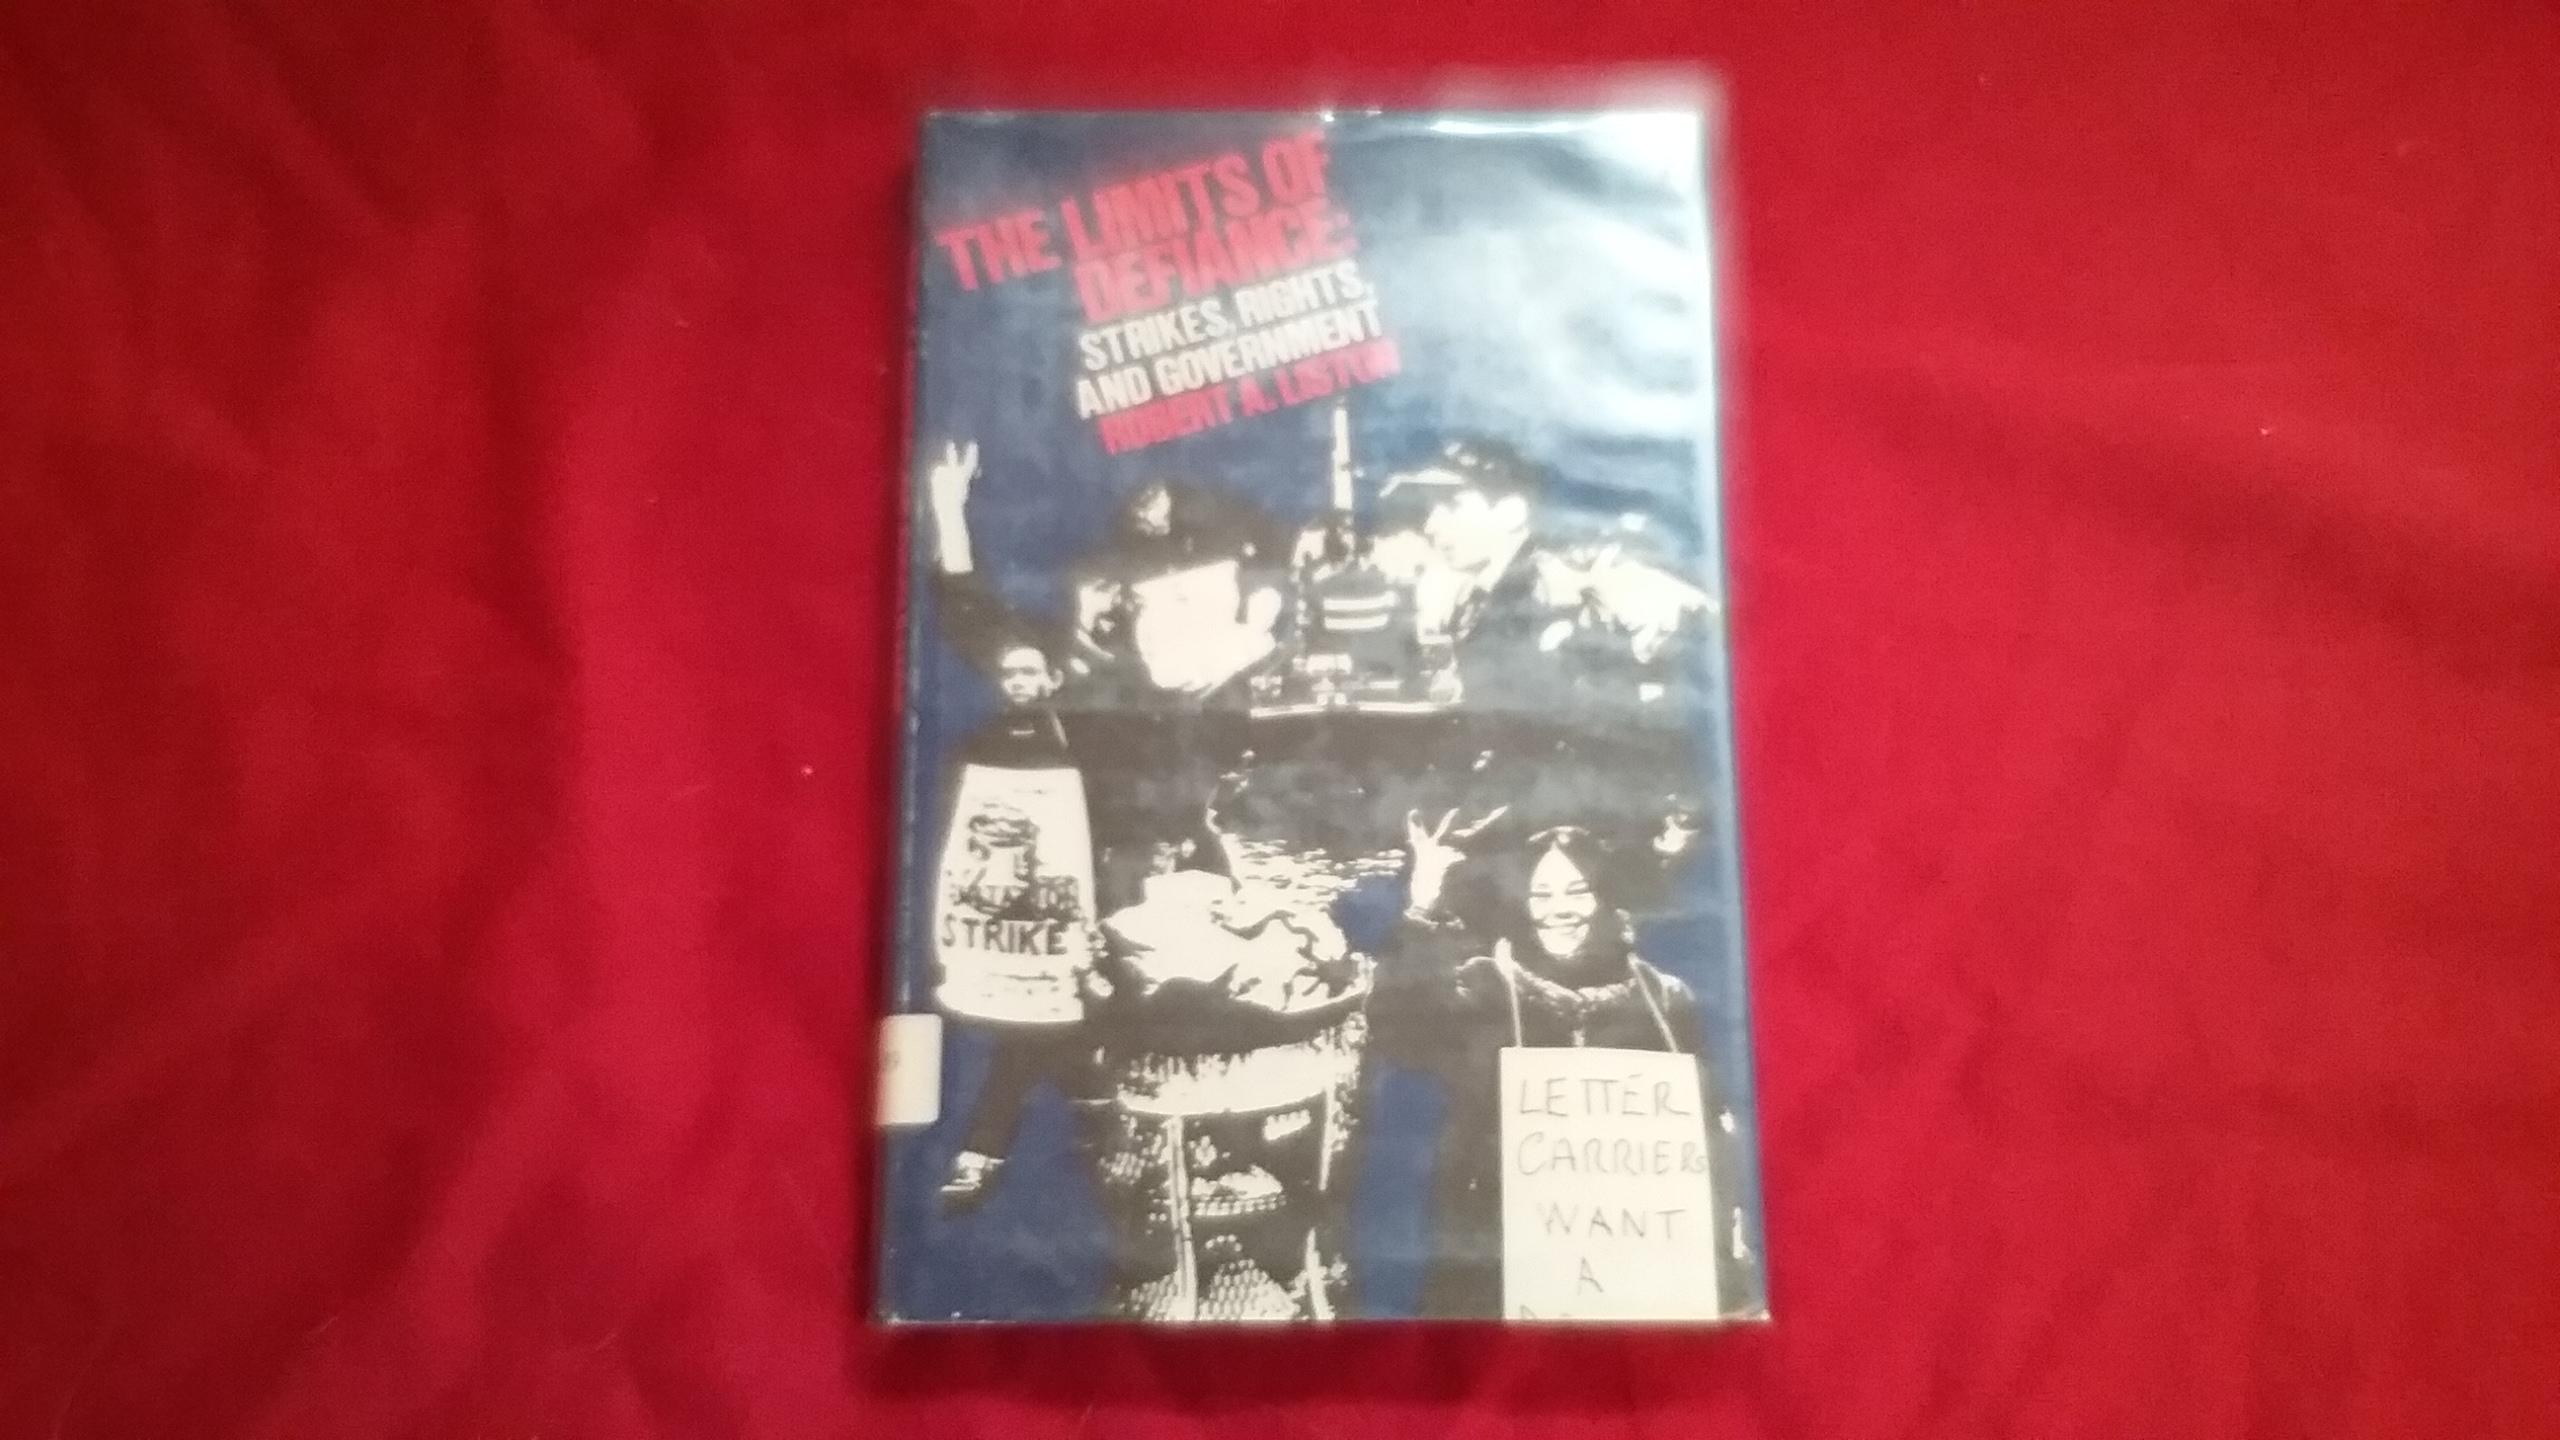 THE LIMITS OF
DEFIANCE:
STRIKES, RIGHTS,
AND GOVERNMENT
ROBERT A. LISTON
STRIKE
LETTER
CARRIERS
WANT
A